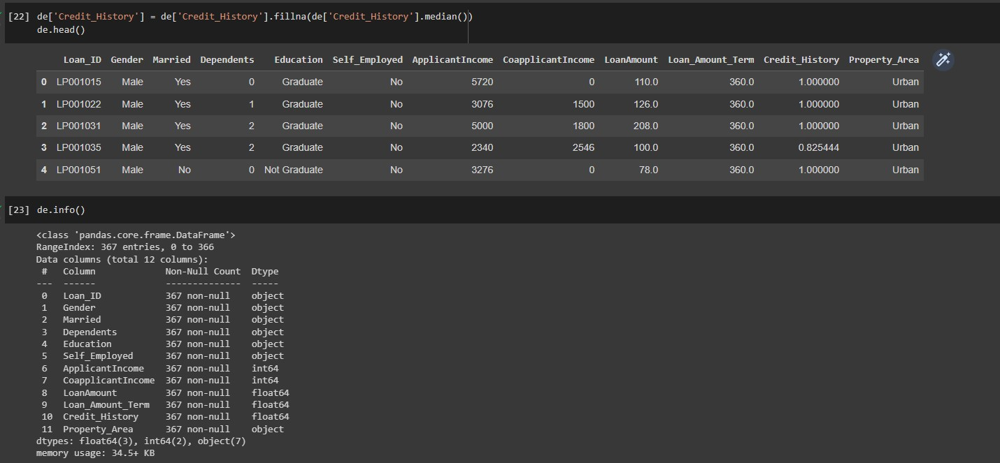 [22] de['Credit_History'] = de['Credit_History'].fillna(de['Credit_History'].median())
de.head()
Loan_ID Gender Married Dependents Education Self_Employed ApplicantIncome CoapplicantIncome LoanAmount Loan_Amount_Term Credit_History Property_Area
0 LP001015 Male Yes 0 Graduate No 5720 0 110.0 360.0 1.000000 Urban
1 LP001022 Male Yes 1 Graduate No 3076 1500 126.0 360.0 1.000000 Urban
2 LP001031 Male Yes 2 Graduate No 5000 1800 208.0 360.0 1.000000 Urban
3 LP001035 Male Yes 2 Graduate No 2340 2546 100.0 360.0 0.825444 Urban
4 LP001051 Male No 0 Not Graduate No 3276 0 78.0 360.0 1.000000 Urban
[23] de.info()
<class 'pandas.core.frame.DataFrame'>
RangeIndex: 367 entries, 0 to 366
Data columns (total 12 columns):
# Column Non-Null Count Dtype
--- ------ -------------- -----
0 Loan_ID 367 non-null object
1 Gender 367 non-null object
2 Married 367 non-null object
3 Dependents 367 non-null object
4 Education 367 non-null object
5 Self_Employed 367 non-null object
6 ApplicantIncome 367 non-null int64
7 CoapplicantIncome 367 non-null int64
8 LoanAmount 367 non-null float64
9 Loan_Amount_Term 367 non-null float64
10 Credit_History 367 non-null float64
11 Property_Area 367 non-null object
dtypes: float64(3), int64(2), object(7)
memory usage: 34.5+ KB